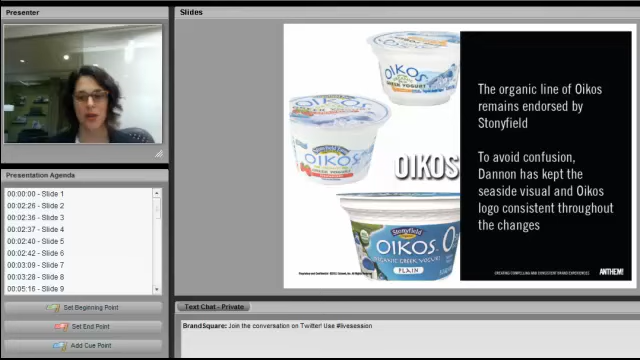 Presenter
Slides
OIKOS
OIKOS
Stonyfield
OIKOS
ORGANIC GREEK YOGURT
PLAIN
OIKOS
The organic line of Oikos
remains endorsed by
Stonyfield
To avoid confusion,
Dannon has kept the
seaside visual and Oikos
logo consistent throughout
the changes
CREATING COMPELLING AND CONSISTENT BRAND EXPERIENCES
ANTHEM!
Presentation Agenda
00:00:00 - Slide 1
00:02:26 - Slide 2
00:02:36 - Slide 3
00:02:37 - Slide 4
00:02:40 - Slide 5
00:02:42 - Slide 6
00:03:09 - Slide 7
00:03:28 - Slide 8
00:05:16 - Slide 9
Set Beginning Point
Set End Point
Add Cue Point
Text Chat - Private
BrandSquare: Join the conversation on Twitter! Use #livesession